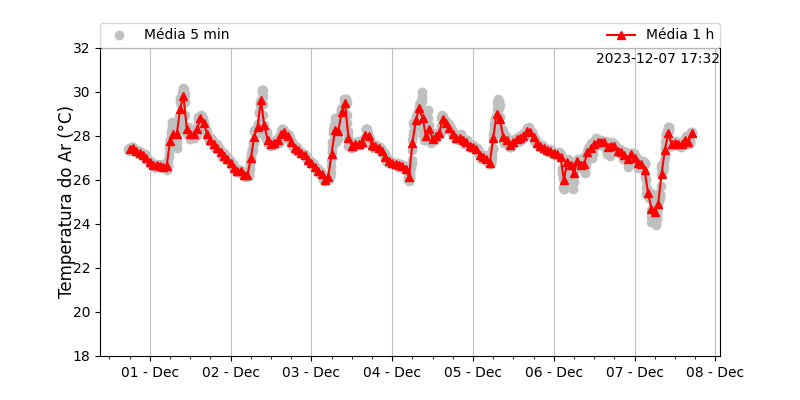 Média 5 min
Média 1 h
2023-12-07 17:32
Temperatura do Ar (°C)
32
30
28
26
24
22
20
18
01 - Dec
02 - Dec
03 - Dec
04 - Dec
05 - Dec
06 - Dec
07 - Dec
08 - Dec